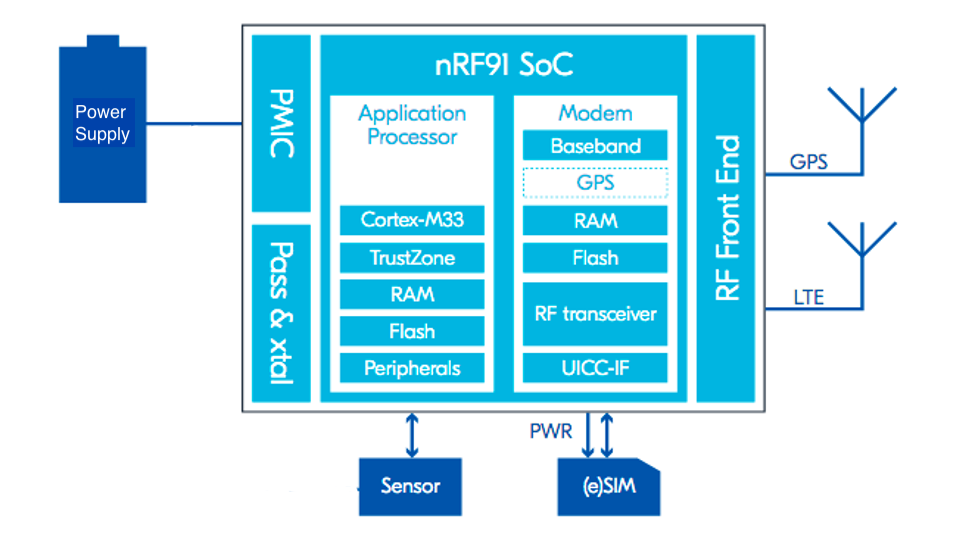 Power
Supply
PMIC
Pass & xtal
nRF91 SoC
Application
Processor
Cortex-M33
TrustZone
RAM
Flash
Peripherals
Modem
Baseband
GPS
RAM
Flash
RF transceiver
UICC-IF
RF Front End
GPS
LTE
PWR
Sensor
(e)SIM